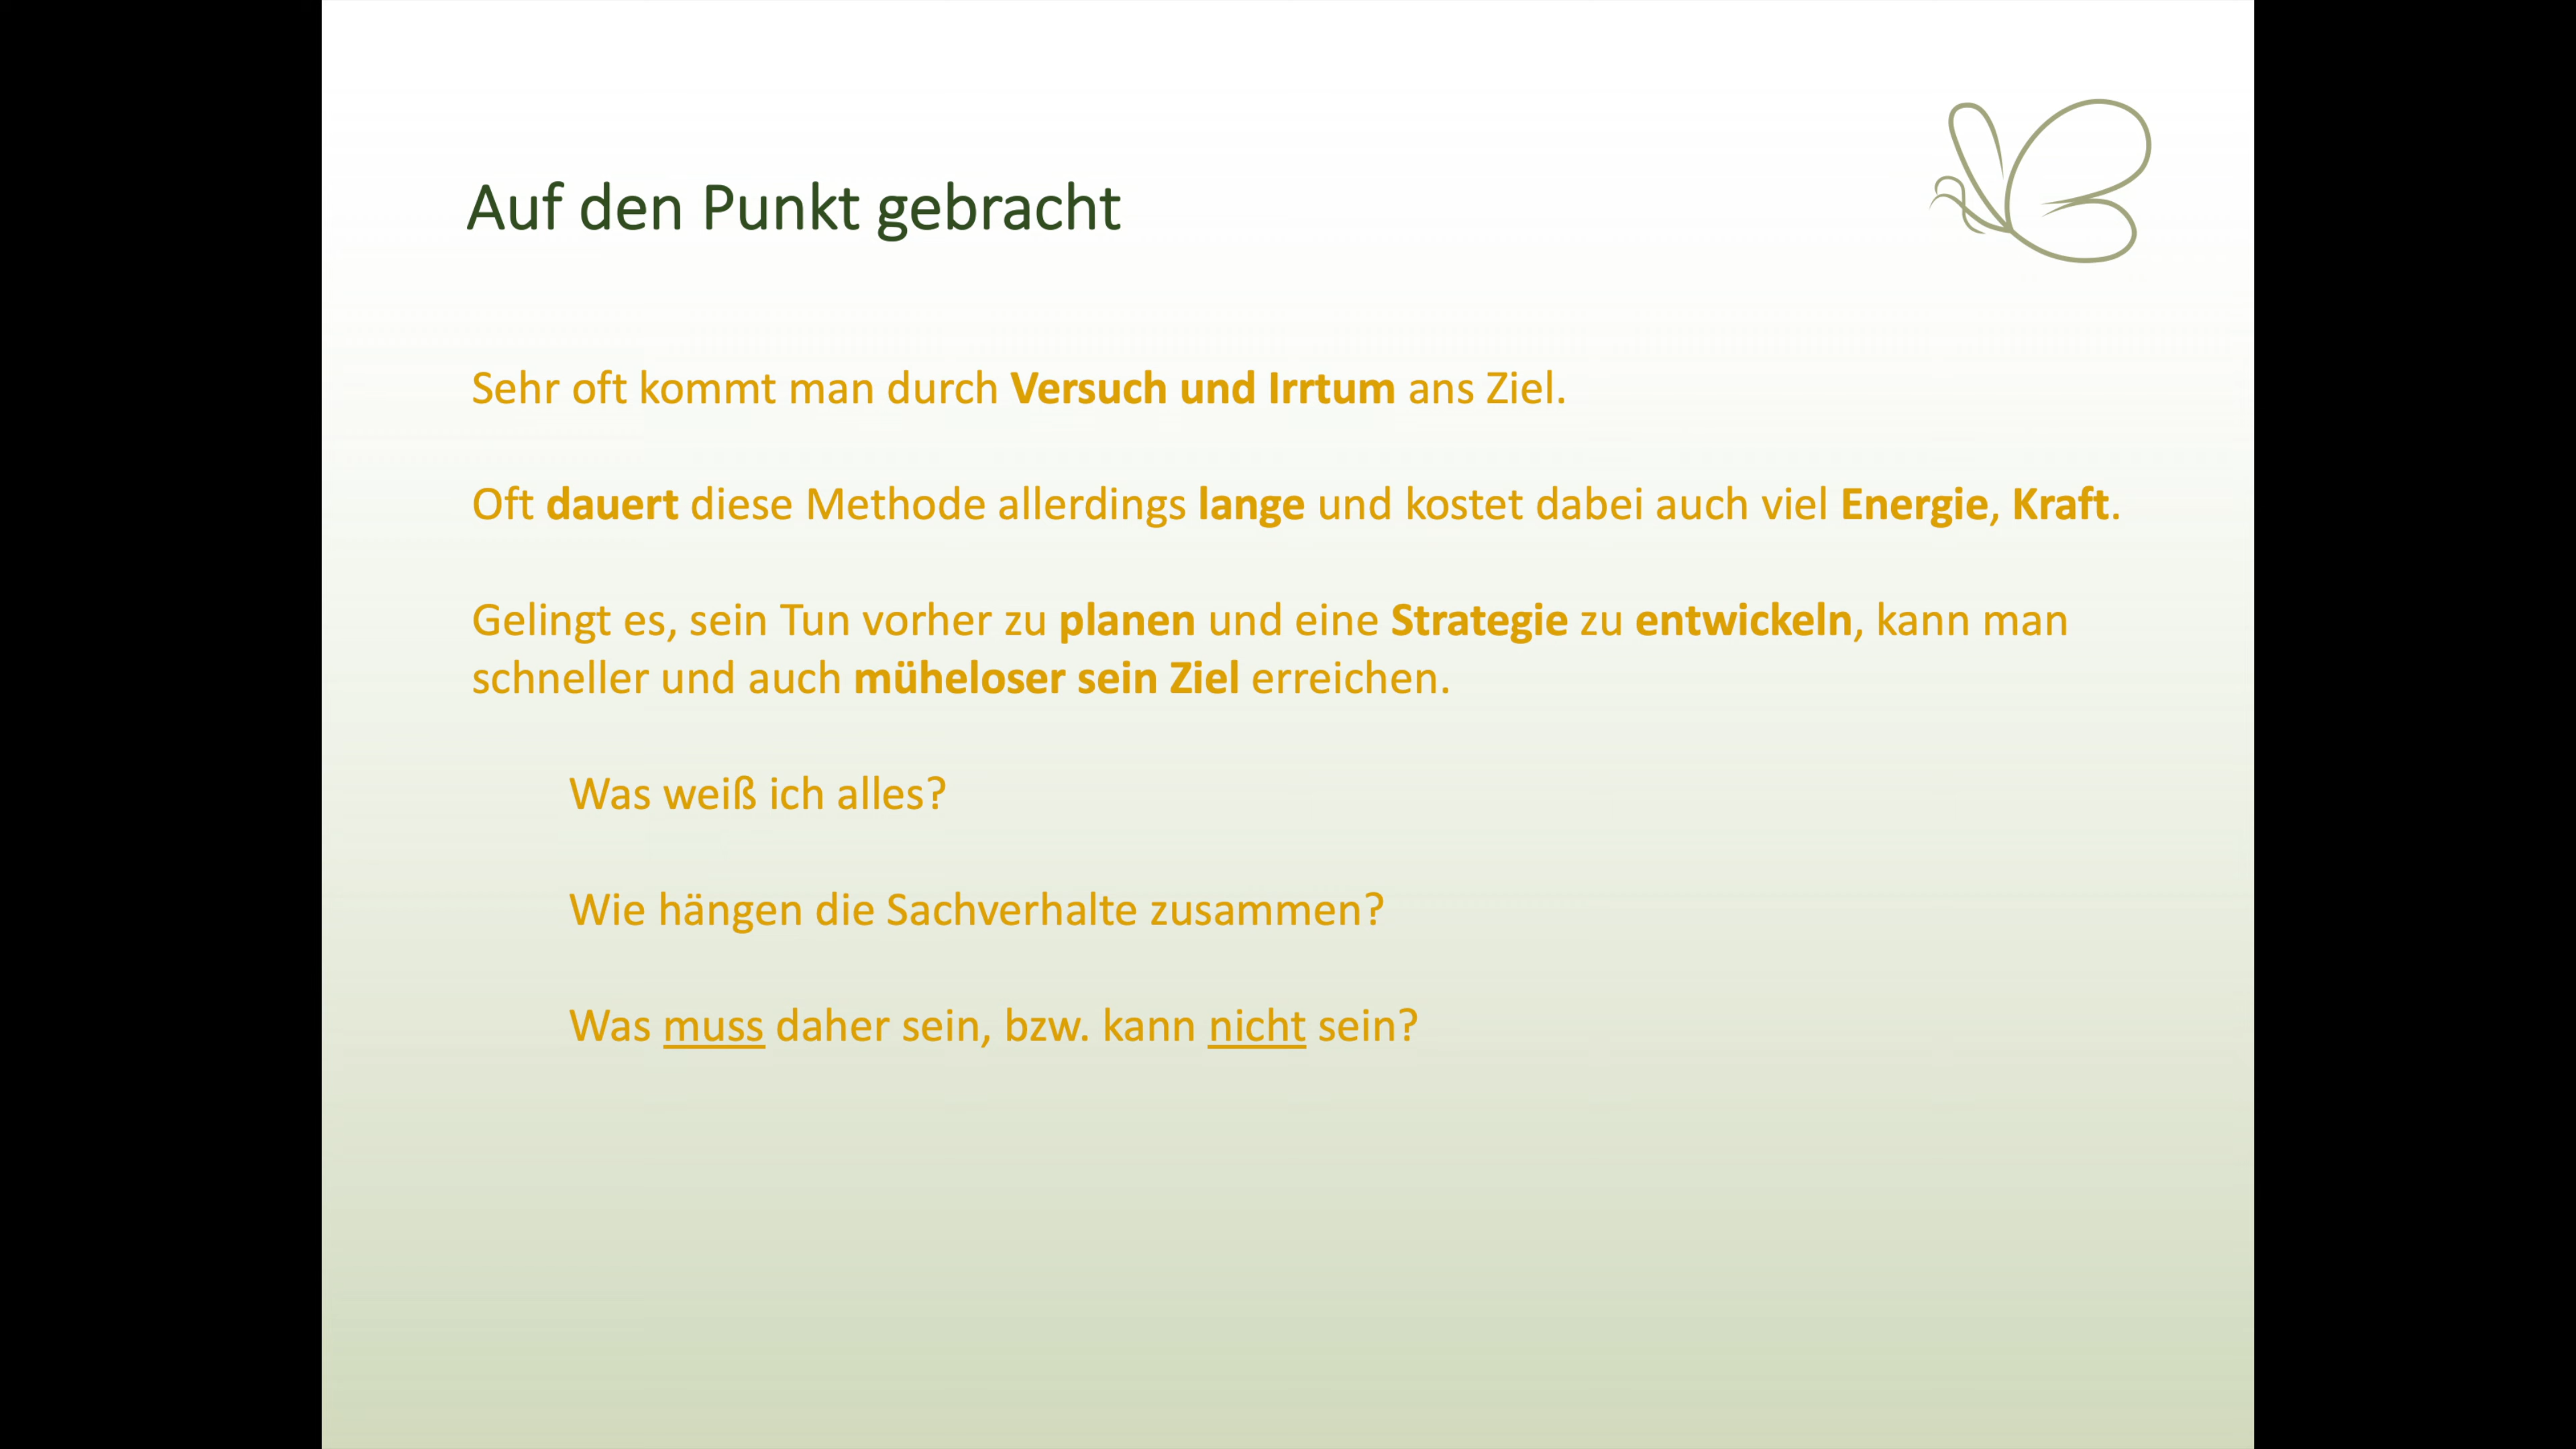 Auf den Punkt gebracht
Sehr oft kommt man durch Versuch und Irrtum ans Ziel.
Oft dauert diese Methode allerdings lange und kostet dabei auch viel Energie, Kraft.
Gelingt es, sein Tun vorher zu planen und eine Strategie zu entwickeln, kann man
schneller und auch müheloser sein Ziel erreichen.
Was weiß ich alles?
Wie hängen die Sachverhalte zusammen?
Was muss daher sein, bzw. kann nicht sein?